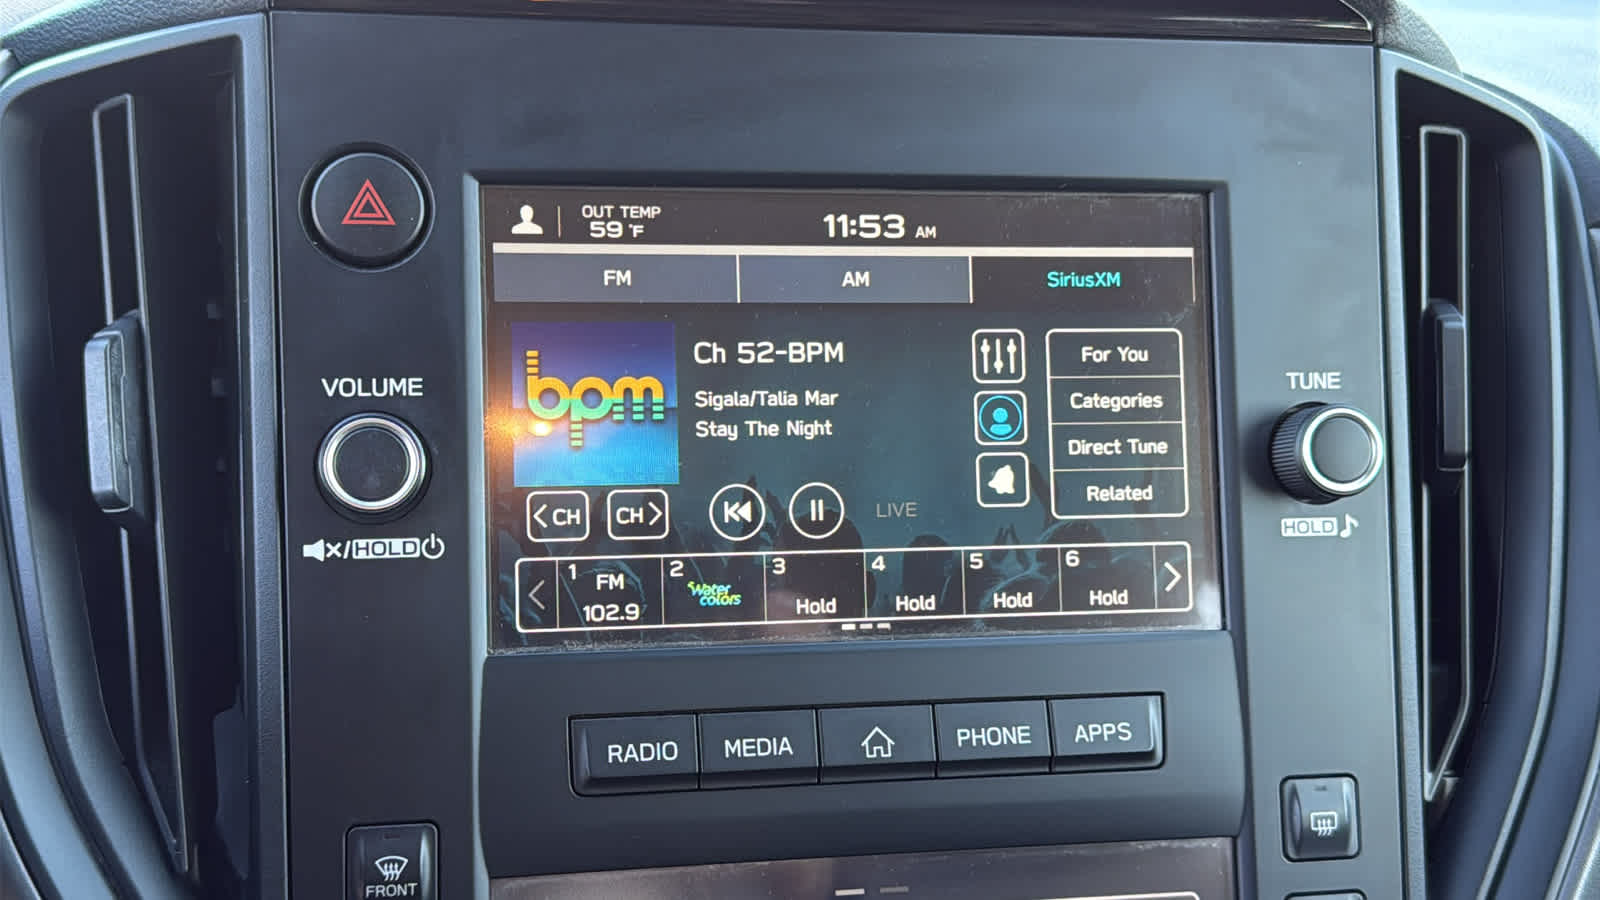 OUT TEMP
59 °F
11:53 AM
FM
AM
SiriusXM
bpm
Ch 52-BPM
Sigala/Talia Mar
Stay The Night
For You
Categories
Direct Tune
Related
<CH
CH>
LIVE
1
FM
102.9
2
Water
colors
3
Hold
4
Hold
5
Hold
6
Hold
VOLUME
/HOLD
TUNE
HOLD
RADIO
MEDIA
PHONE
APPS
FRONT